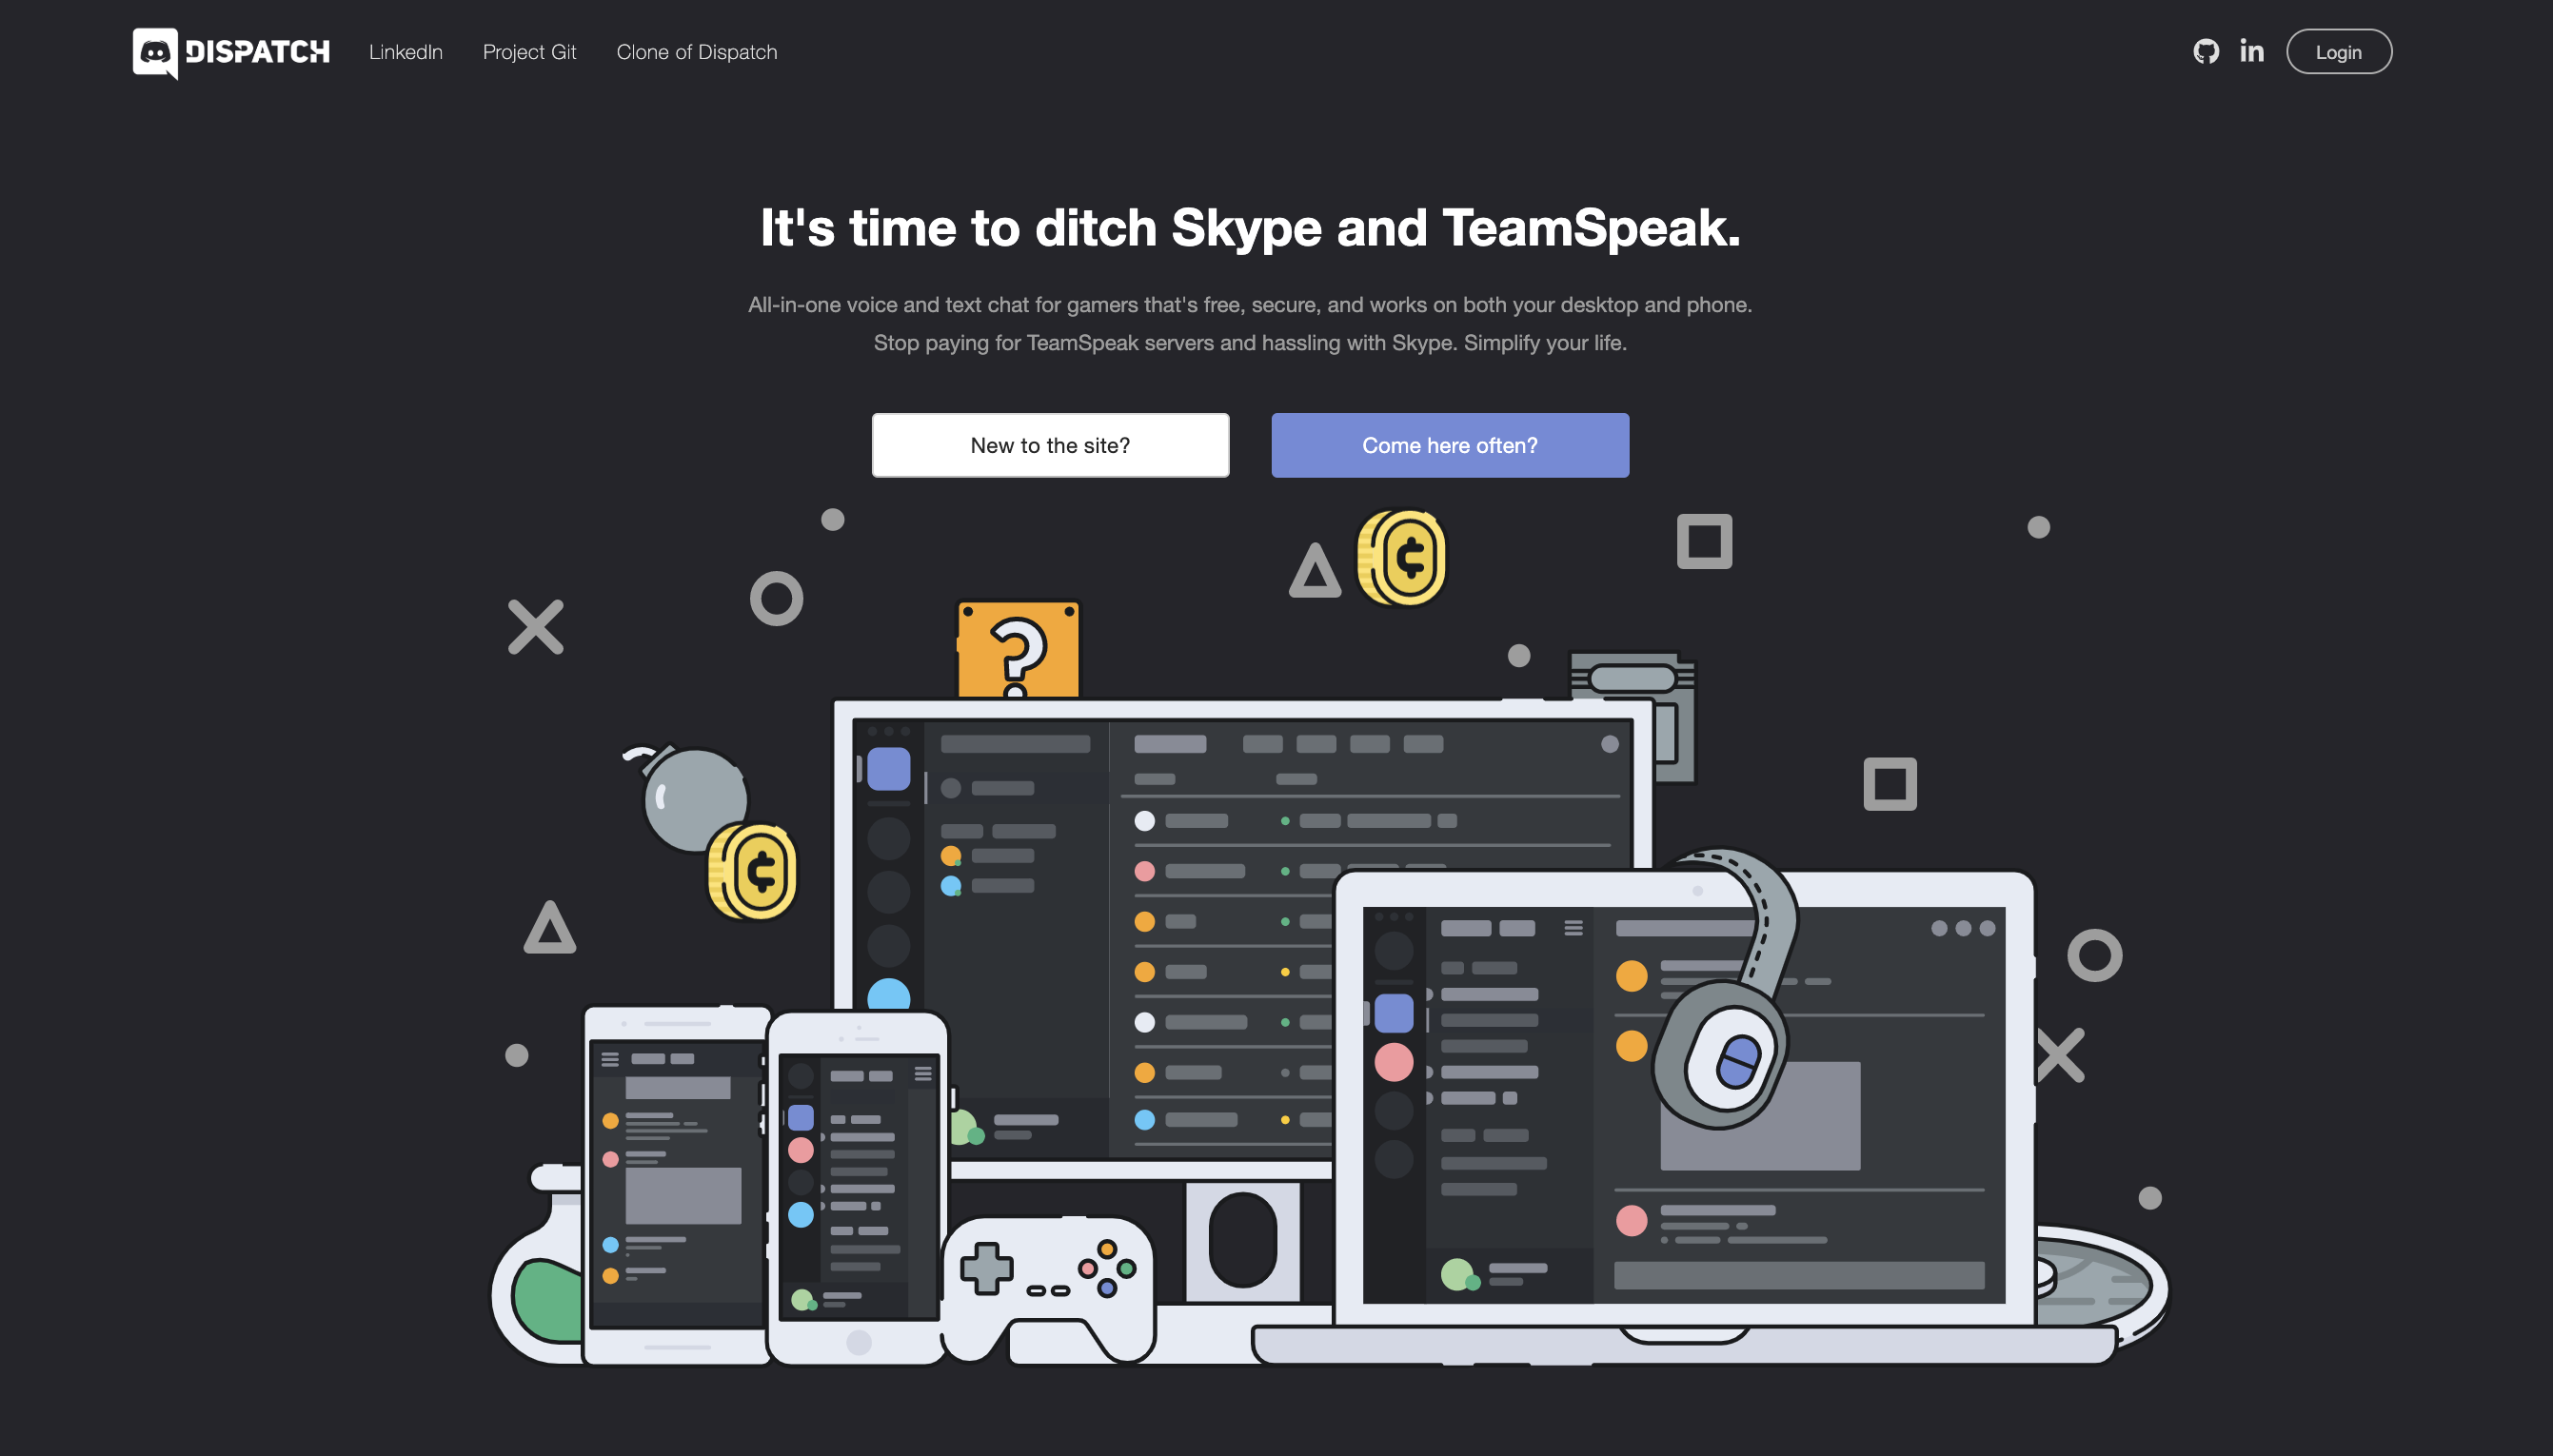 DISPATCH
LinkedIn
Project Git
Clone of Dispatch
in
Login
It's time to ditch Skype and TeamSpeak.
All-in-one voice and text chat for gamers that's free, secure, and works on both your desktop and phone.
Stop paying for TeamSpeak servers and hassling with Skype. Simplify your life.
New to the site?
Come here often?
¢
?
¢